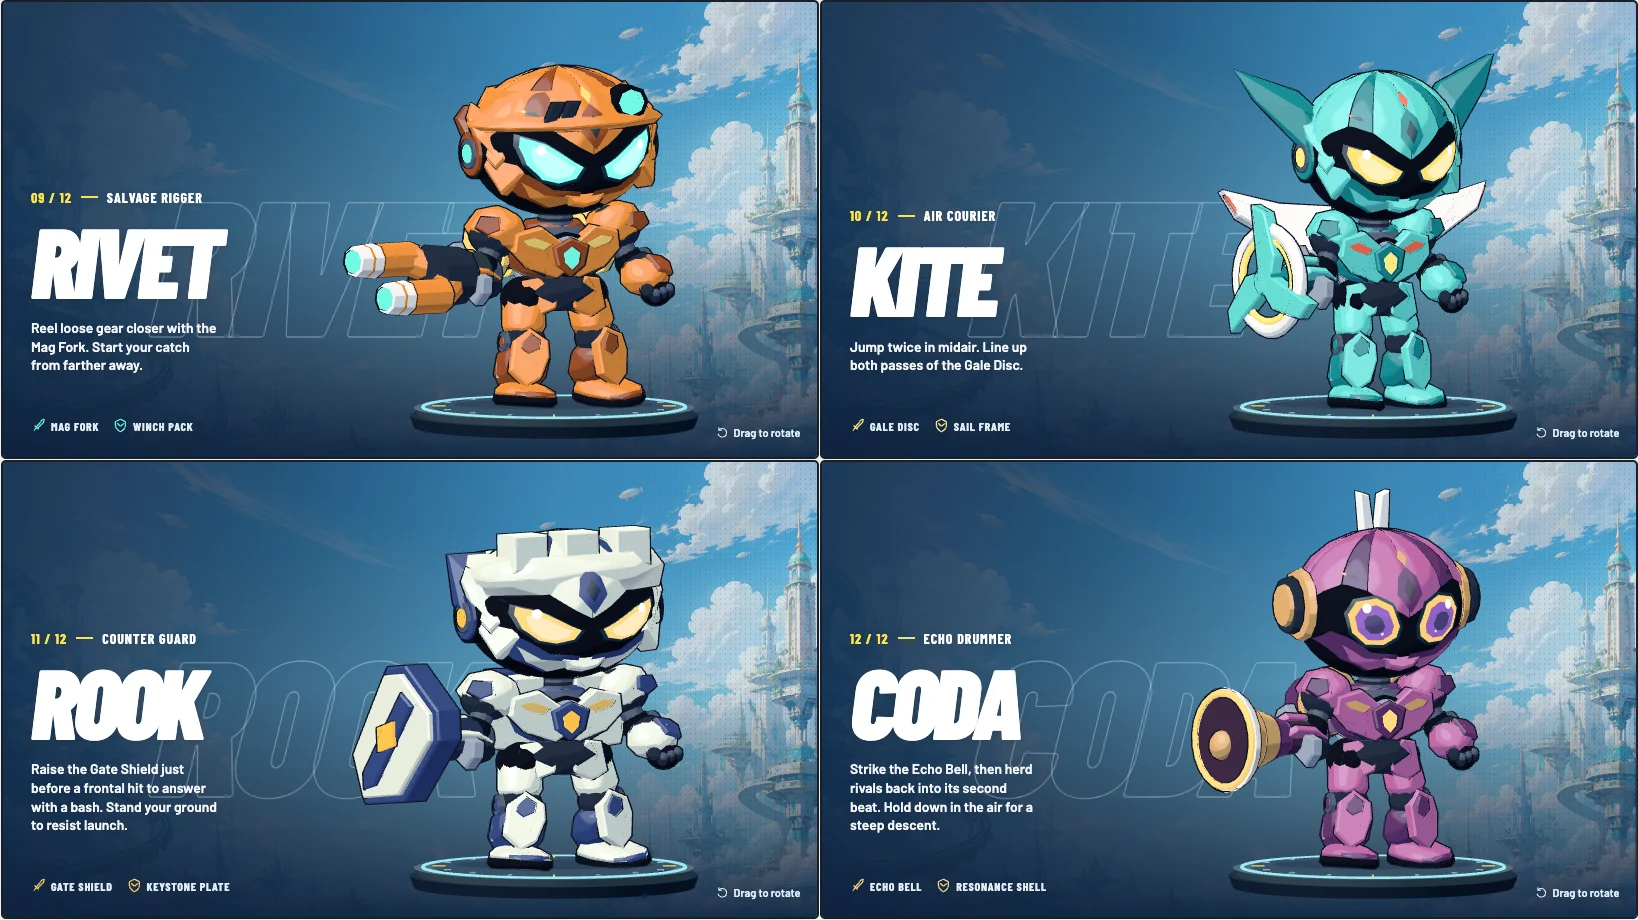 09 / 12 — SALVAGE RIGGER
RIVET
RIVET
Reel loose gear closer with the
Mag Fork. Start your catch
from farther away.
MAG FORK
WINCH PACK
Drag to rotate
10 / 12 — AIR COURIER
KITE
KITE
Jump twice in midair. Line up
both passes of the Gale Disc.
GALE DISC
SAIL FRAME
Drag to rotate
11 / 12 — COUNTER GUARD
ROOK
ROOK
Raise the Gate Shield just
before a frontal hit to answer
with a bash. Stand your ground
to resist launch.
GATE SHIELD
KEYSTONE PLATE
Drag to rotate
12 / 12 — ECHO DRUMMER
CODA
CODA
Strike the Echo Bell, then herd
rivals back into its second
beat. Hold down in the air for a
steep descent.
ECHO BELL
RESONANCE SHELL
Drag to rotate